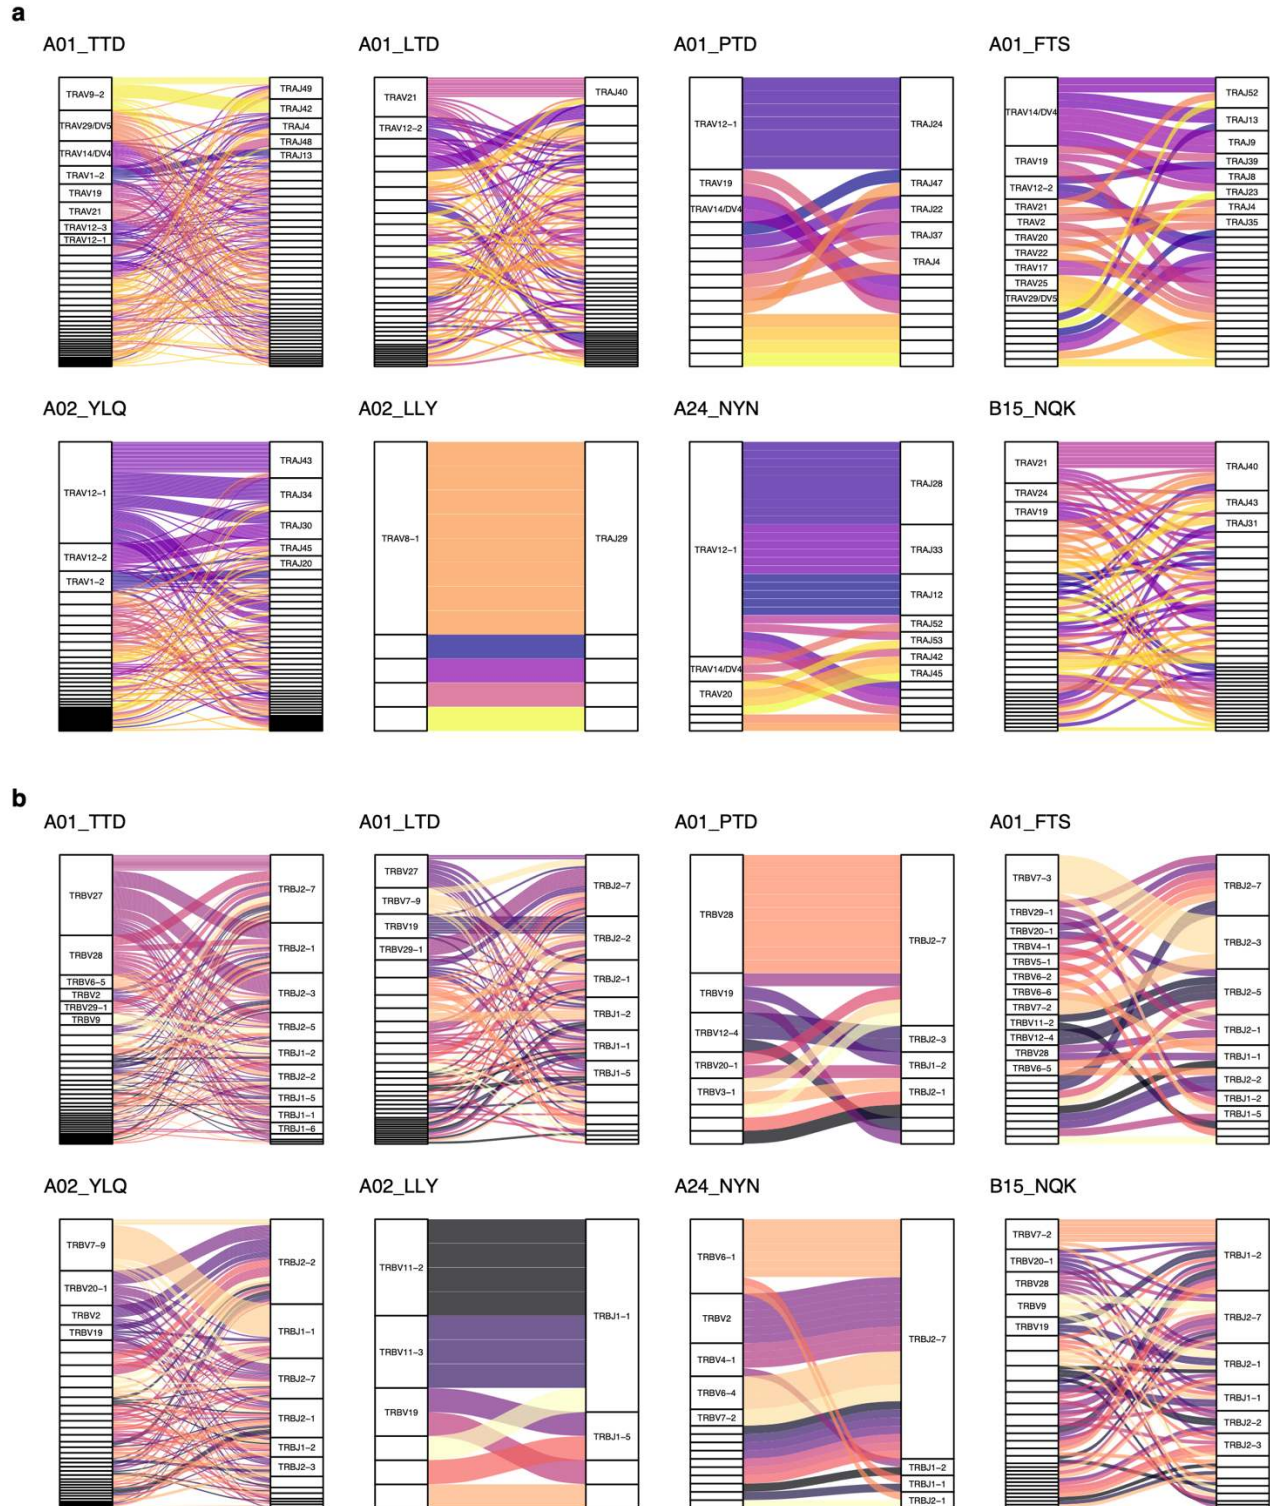 a
A01_TTD
TRAV9-2
TRAV29/DV5
TRAV14/DV4
TRAV1-2
TRAV19
TRAV21
TRAV12-3
TRAV12-1
TRAJ49
TRAJ42
TRAJ4
TRAJ48
TRAJ13
A01_LTD
TRAV21
TRAV12-2
TRAJ40
A01_PTD
TRAV12-1
TRAV19
TRAV14/DV4
TRAJ24
TRAJ47
TRAJ22
TRAJ37
TRAJ4
A01_FTS
TRAV14/DV4
TRAV19
TRAV12-2
TRAV21
TRAV2
TRAV20
TRAV22
TRAV17
TRAV25
TRAV29/DV5
TRAJ52
TRAJ13
TRAJ9
TRAJ39
TRAJ8
TRAJ23
TRAJ4
TRAJ35
A02_YLQ
TRAV12-1
TRAV12-2
TRAV1-2
TRAJ43
TRAJ34
TRAJ30
TRAJ45
TRAJ20
A02_LLY
TRAV8-1
TRAJ29
A24_NYN
TRAV12-1
TRAV14/DV4
TRAV20
TRAJ28
TRAJ33
TRAJ12
TRAJ52
TRAJ53
TRAJ42
TRAJ45
B15_NQK
TRAV21
TRAV24
TRAV19
TRAJ40
TRAJ43
TRAJ31
b
A01_TTD
TRBV27
TRBV28
TRBV6-5
TRBV2
TRBV29-1
TRBV9
TRBJ2-7
TRBJ2-1
TRBJ2-3
TRBJ2-5
TRBJ1-2
TRBJ2-2
TRBJ1-5
TRBJ1-1
TRBJ1-6
A01_LTD
TRBV27
TRBV7-9
TRBV19
TRBV29-1
TRBJ2-7
TRBJ2-2
TRBJ2-1
TRBJ1-2
TRBJ1-1
TRBJ1-5
A01_PTD
TRBV28
TRBV19
TRBV12-4
TRBV20-1
TRBV3-1
TRBJ2-7
TRBJ2-3
TRBJ1-2
TRBJ2-1
A01_FTS
TRBV7-3
TRBV29-1
TRBV20-1
TRBV4-1
TRBV5-1
TRBV6-2
TRBV6-6
TRBV7-2
TRBV11-2
TRBV12-4
TRBV28
TRBV6-5
TRBJ2-7
TRBJ2-3
TRBJ2-5
TRBJ2-1
TRBJ1-1
TRBJ2-2
TRBJ1-2
TRBJ1-5
A02_YLQ
TRBV7-9
TRBV20-1
TRBV2
TRBV19
TRBJ2-2
TRBJ1-1
TRBJ2-7
TRBJ2-1
TRBJ1-2
TRBJ2-3
A02_LLY
TRBV11-2
TRBV11-3
TRBV19
TRBJ1-1
TRBJ1-5
A24_NYN
TRBV6-1
TRBV2
TRBV4-1
TRBV6-4
TRBV7-2
TRBJ2-7
TRBJ1-2
TRBJ1-1
TRBJ2-1
B15_NQK
TRBV7-2
TRBV20-1
TRBV28
TRBV9
TRBV19
TRBJ1-2
TRBJ2-7
TRBJ2-1
TRBJ1-1
TRBJ2-2
TRBJ2-3